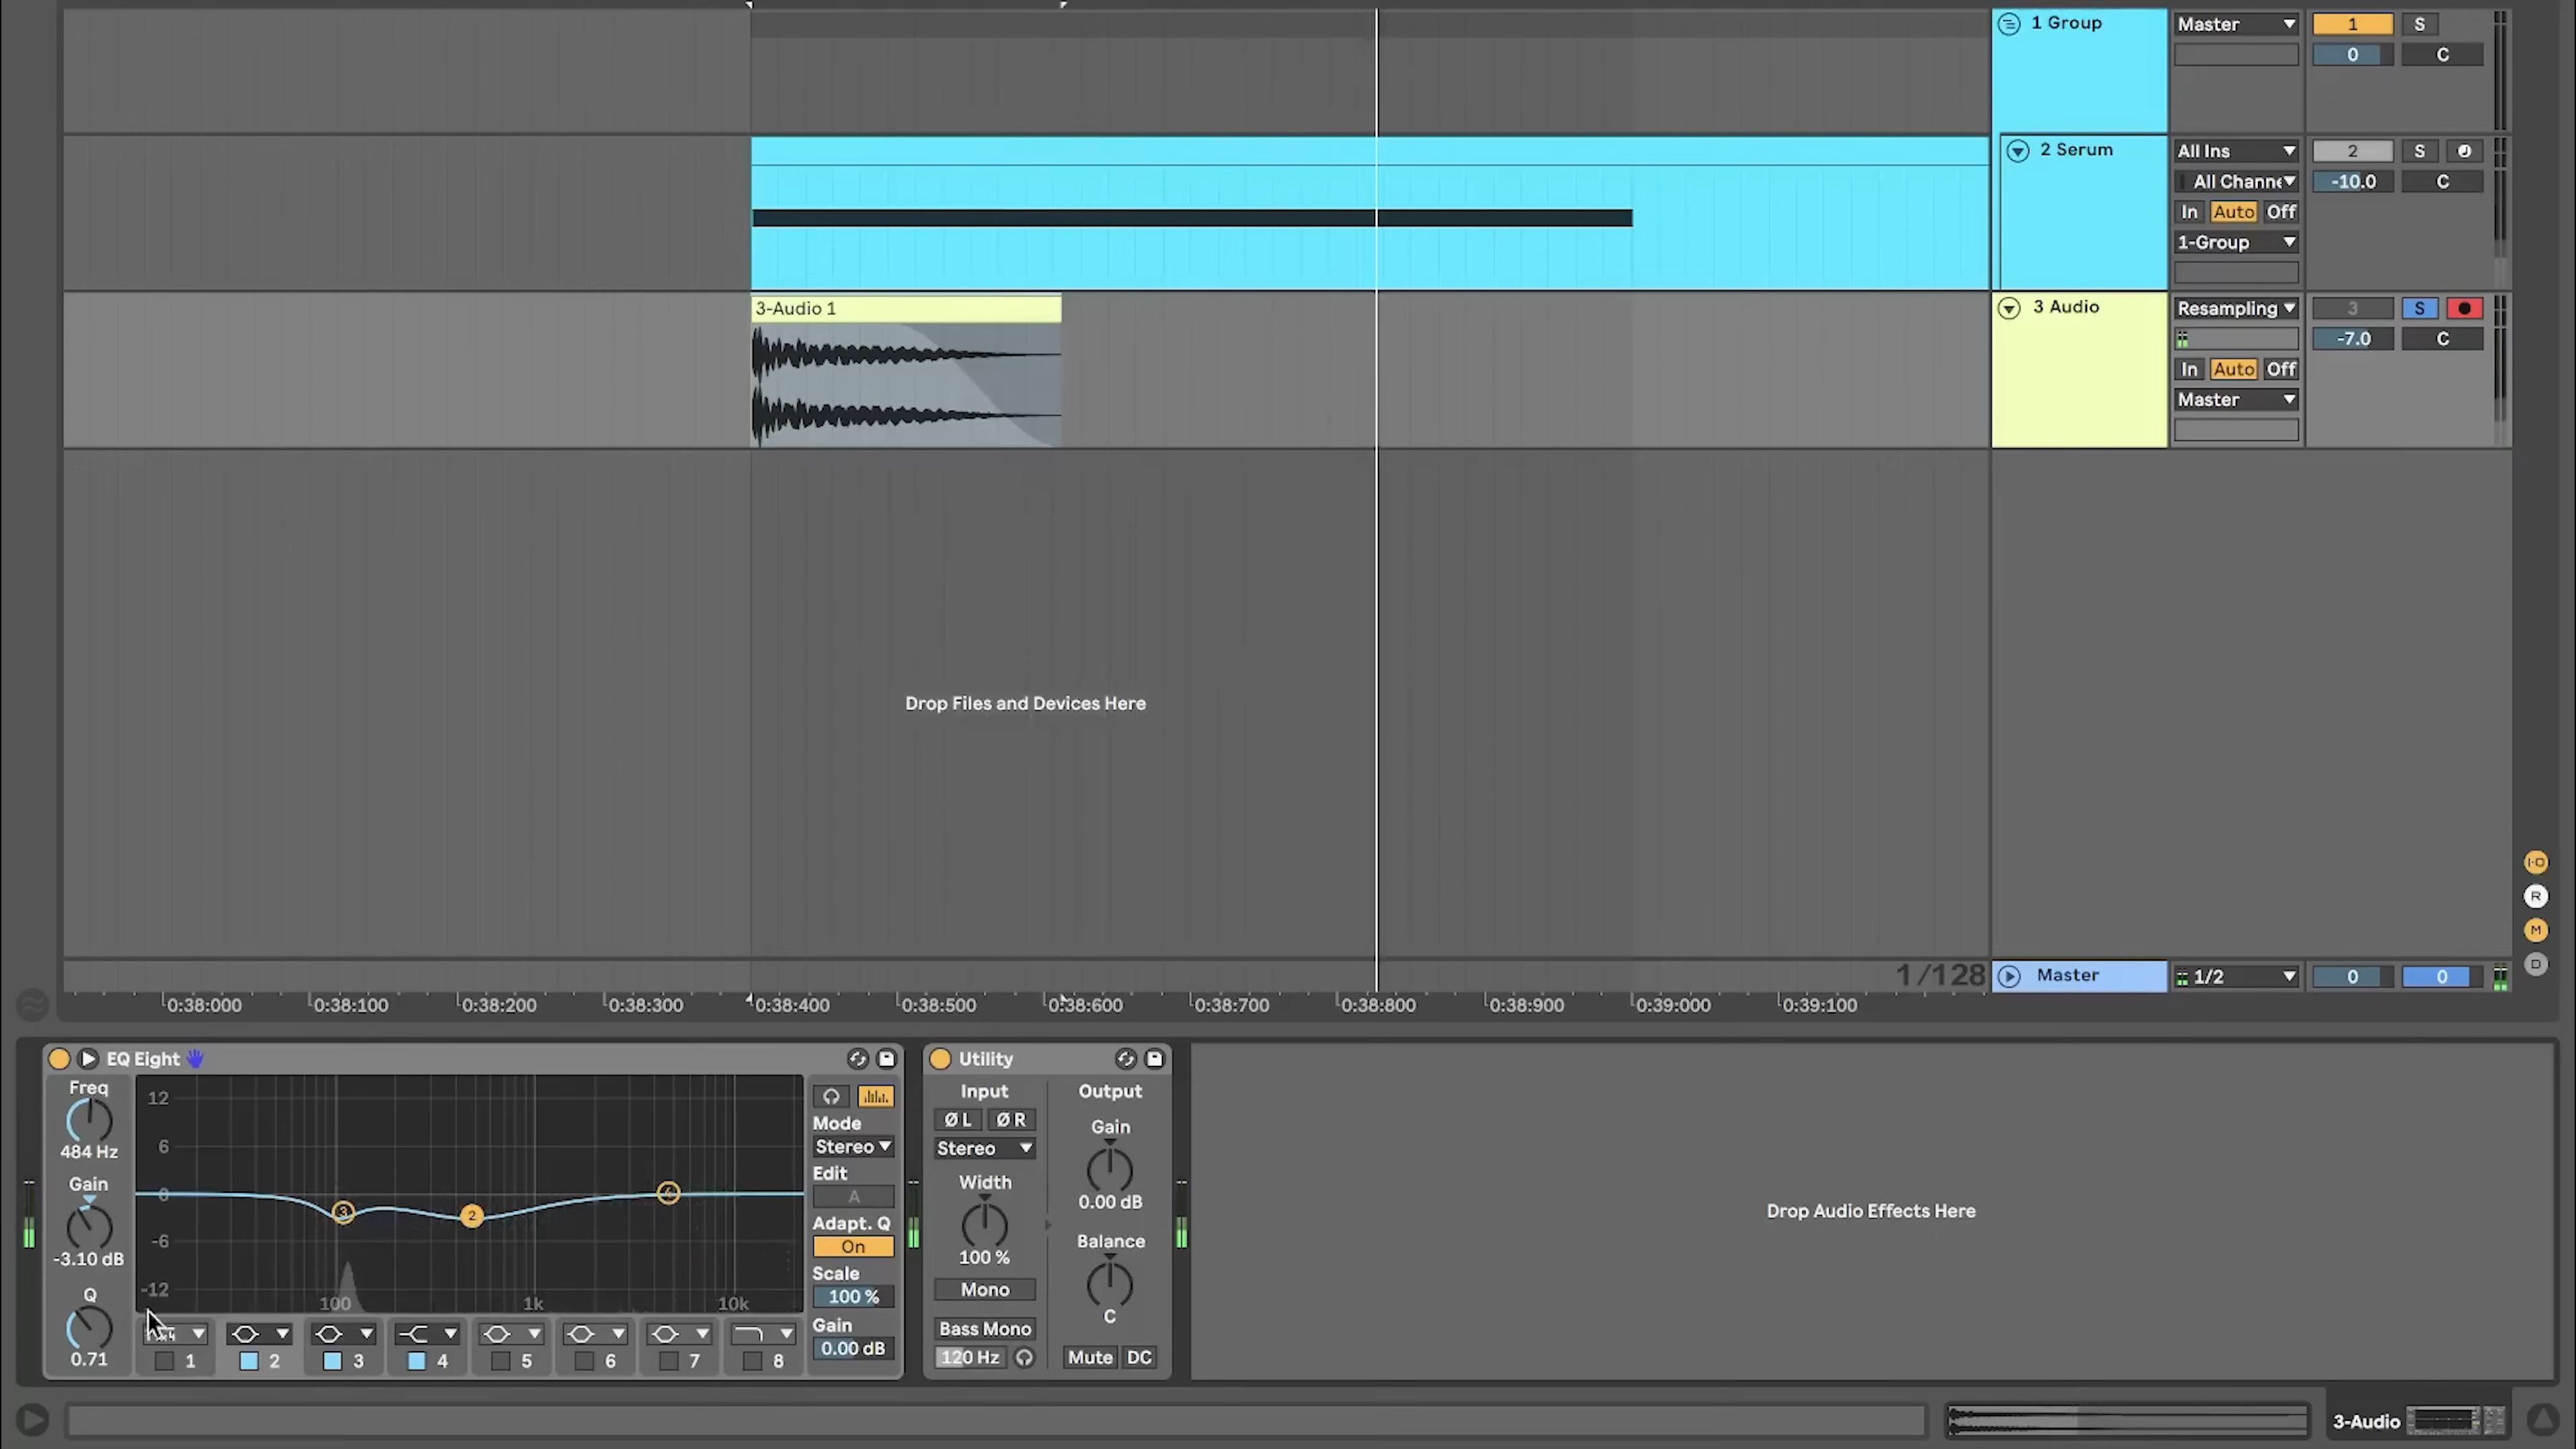 1 Group
Master
1
S
0
C
2 Serum
All Ins
2
S
All Channe
-10.0
C
In
Auto
Off
1-Group
3-Audio 1
3 Audio
Resampling
3
S
-7.0
C
In
Auto
Off
Master
Drop Files and Devices Here
I·O
R
M
D
1/128
Master
1/2
0
0
0:38:000
0:38:100
0:38:200
0:38:300
0:38:400
0:38:500
0:38:600
0:38:700
0:38:800
0:38:900
0:39:000
0:39:100
EQ Eight
Freq
484 Hz
Gain
-3.10 dB
Q
0.71
12
6
0
-6
-12
100
1k
10k
3
2
4
1
2
3
4
5
6
7
8
Mode
Stereo
Edit
A
Adapt. Q
On
Scale
100 %
Gain
0.00 dB
Utility
Input
Ø L
Ø R
Stereo
Width
100 %
Mono
Bass Mono
120 Hz
Output
Gain
0.00 dB
Balance
C
Mute
DC
Drop Audio Effects Here
3-Audio